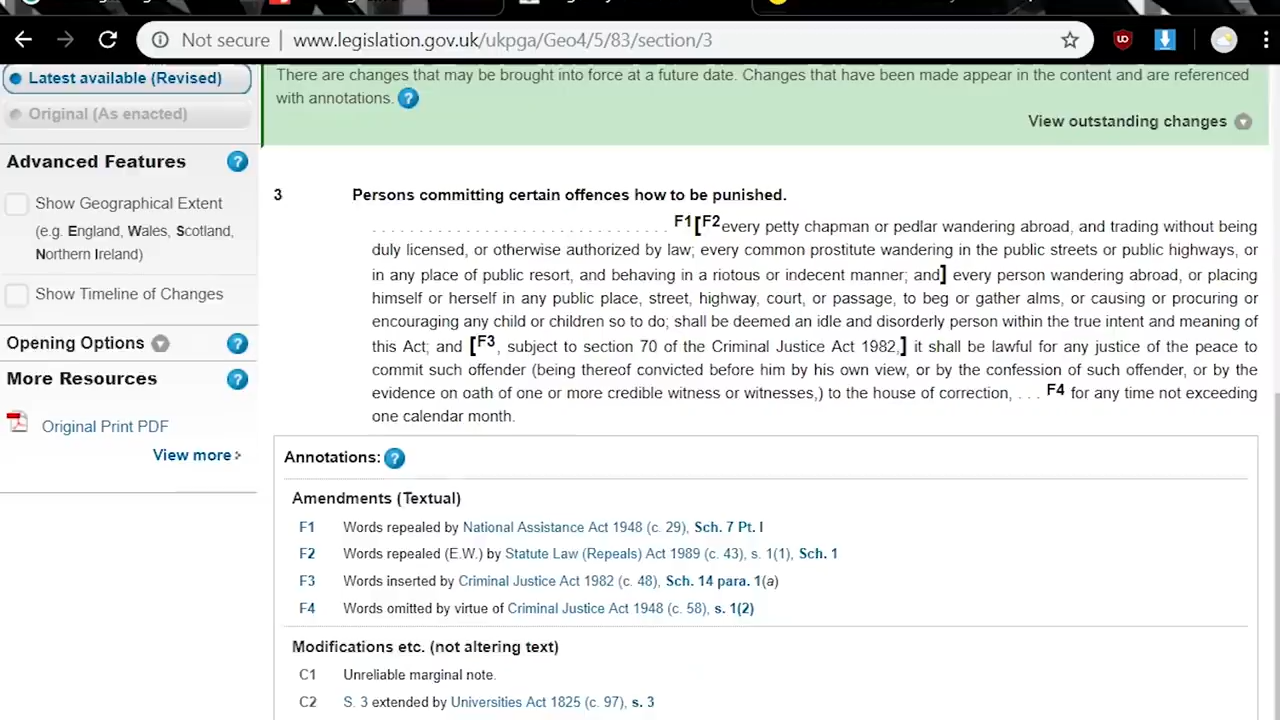 Not secure | www.legislation.gov.uk/ukpga/Geo4/5/83/section/3
Latest available (Revised)
Original (As enacted)
Advanced Features
Show Geographical Extent
(e.g. England, Wales, Scotland,
Northern Ireland)
Show Timeline of Changes
Opening Options
More Resources
Original Print PDF
View more
There are changes that may be brought into force at a future date. Changes that have been made appear in the content and are referenced
with annotations.
View outstanding changes
3 Persons committing certain offences how to be punished.
. . . . . . . . . . . . . . . . . . . . . . . . . . . . . . . . F1[F2every petty chapman or pedlar wandering abroad, and trading without being
duly licensed, or otherwise authorized by law; every common prostitute wandering in the public streets or public highways, or
in any place of public resort, and behaving in a riotous or indecent manner; and] every person wandering abroad, or placing
himself or herself in any public place, street, highway, court, or passage, to beg or gather alms, or causing or procuring or
encouraging any child or children so to do; shall be deemed an idle and disorderly person within the true intent and meaning of
this Act; and [F3, subject to section 70 of the Criminal Justice Act 1982,] it shall be lawful for any justice of the peace to
commit such offender (being thereof convicted before him by his own view, or by the confession of such offender, or by the
evidence on oath of one or more credible witness or witnesses,) to the house of correction, . . . F4 for any time not exceeding
one calendar month.
Annotations:
Amendments (Textual)
F1 Words repealed by National Assistance Act 1948 (c. 29), Sch. 7 Pt. I
F2 Words repealed (E.W.) by Statute Law (Repeals) Act 1989 (c. 43), s. 1(1), Sch. 1
F3 Words inserted by Criminal Justice Act 1982 (c. 48), Sch. 14 para. 1(a)
F4 Words omitted by virtue of Criminal Justice Act 1948 (c. 58), s. 1(2)
Modifications etc. (not altering text)
C1 Unreliable marginal note.
C2 S. 3 extended by Universities Act 1825 (c. 97), s. 3